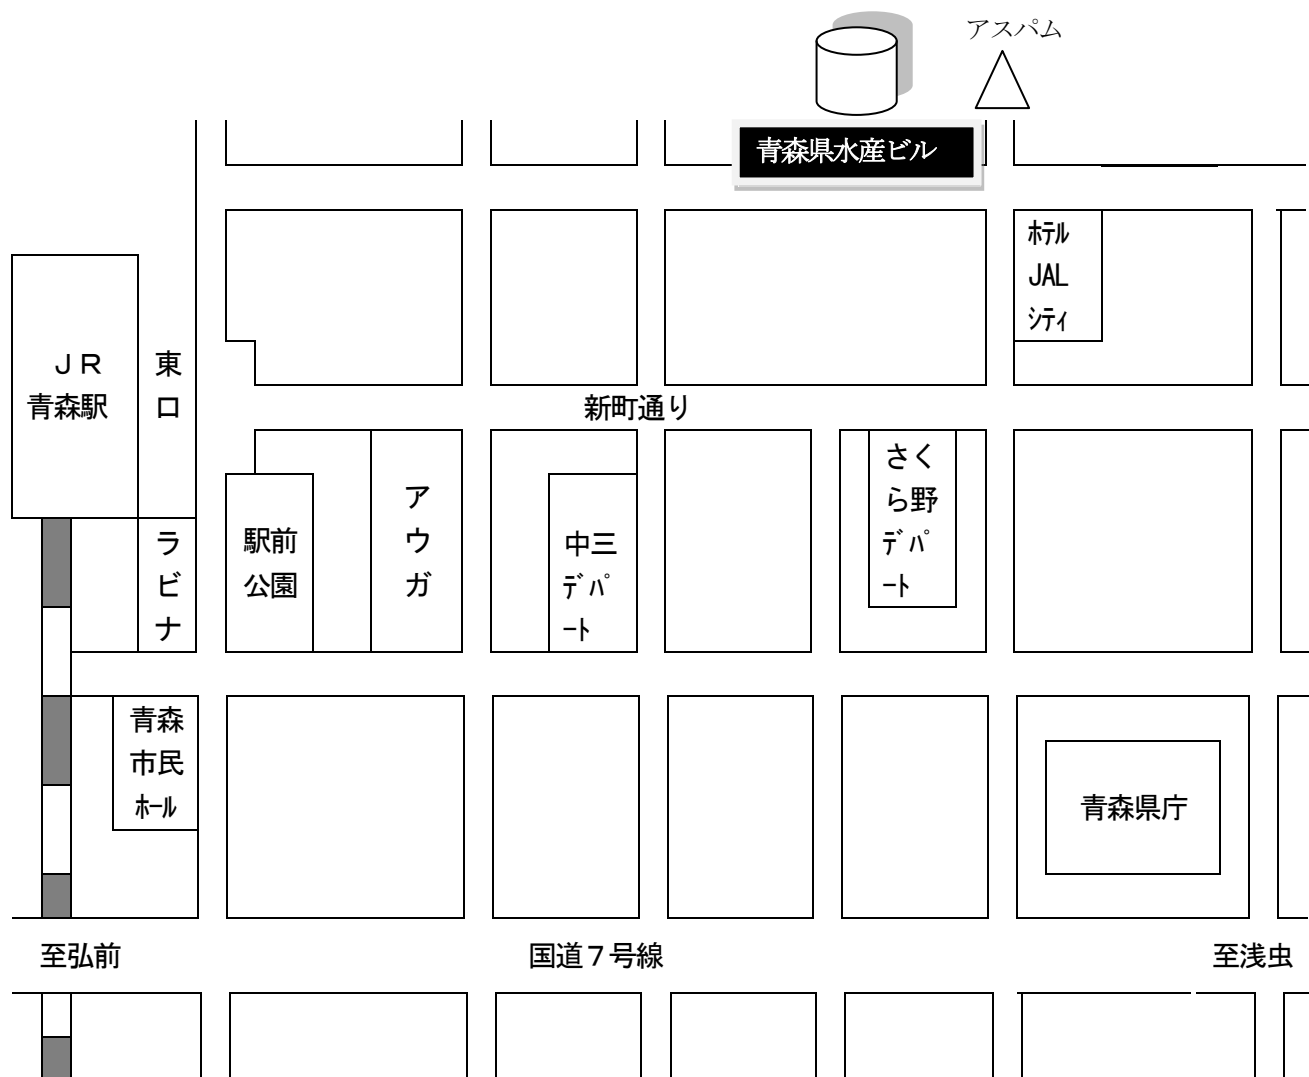 アスパム
青森県水産ビル
ﾎﾃﾙ
JAL
ｼﾃｨ
ＪＲ
青森駅
東
口
新町通り
さく
ら野
ﾃﾞﾊﾟ
ｰﾄ
ア
ウ
ガ
ラ
ビ
ナ
駅前
公園
中三
ﾃﾞﾊﾟ
ｰﾄ
青森
市民
ﾎｰﾙ
青森県庁
至弘前
国道７号線
至浅虫